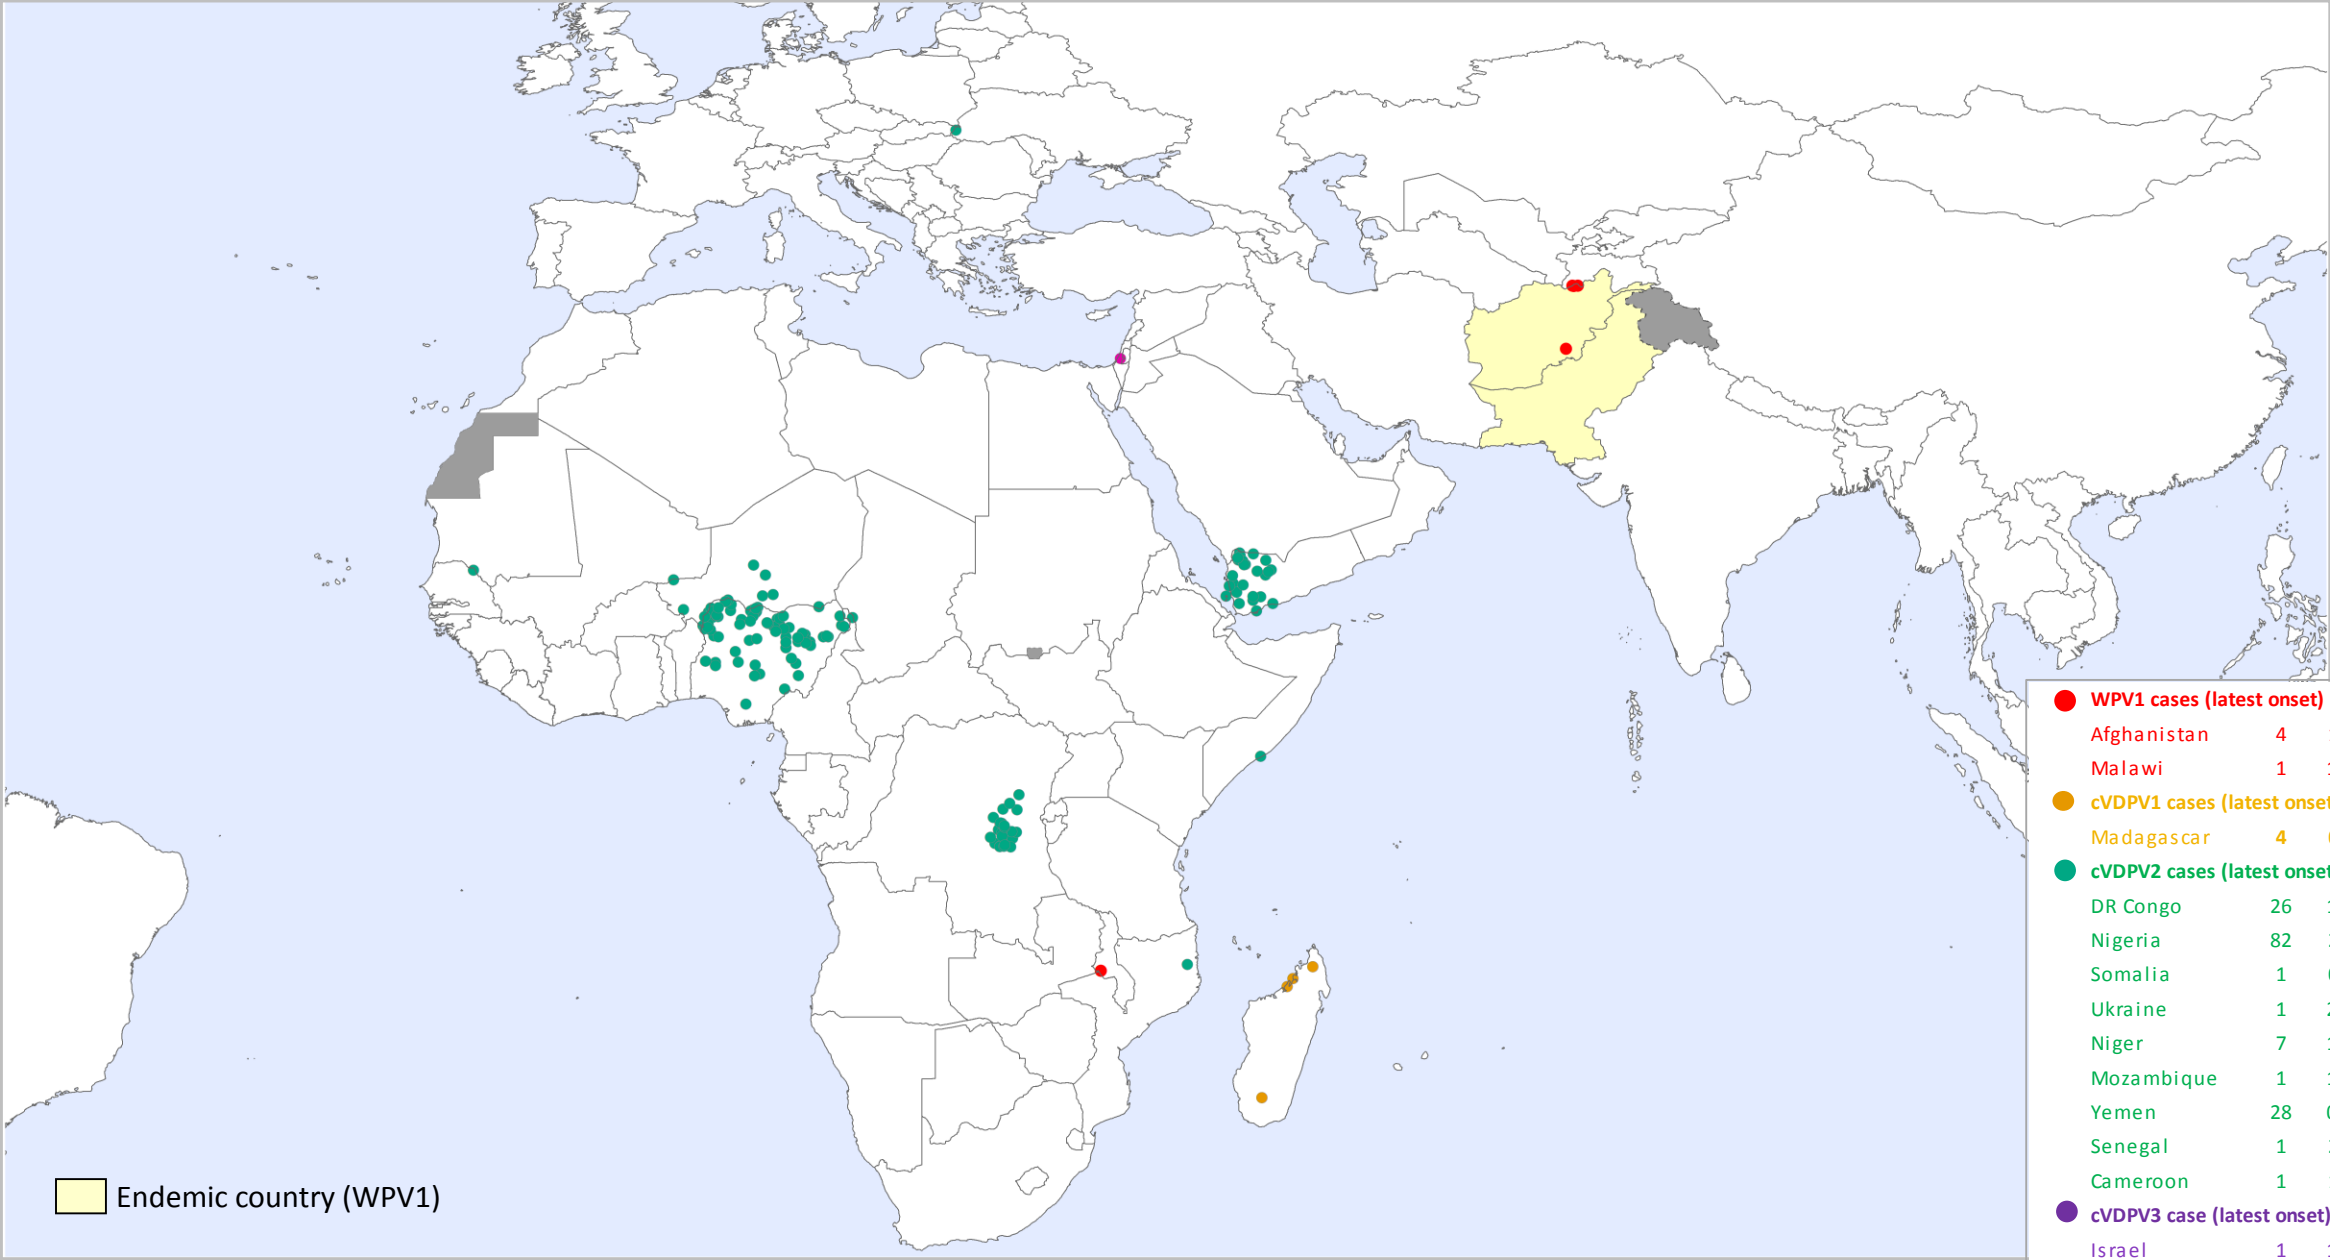 WPV1 cases (latest onset)
Afghanistan 4
Malawi 1
cVDPV1 cases (latest onset
Madagascar 4
cVDPV2 cases (latest onset
DR Congo 26
Nigeria 82
Somalia 1
Ukraine 1
Niger 7
Mozambique 1
Yemen 28
Senegal 1
Cameroon 1
cVDPV3 case (latest onset)
Israel 1
Endemic country (WPV1)